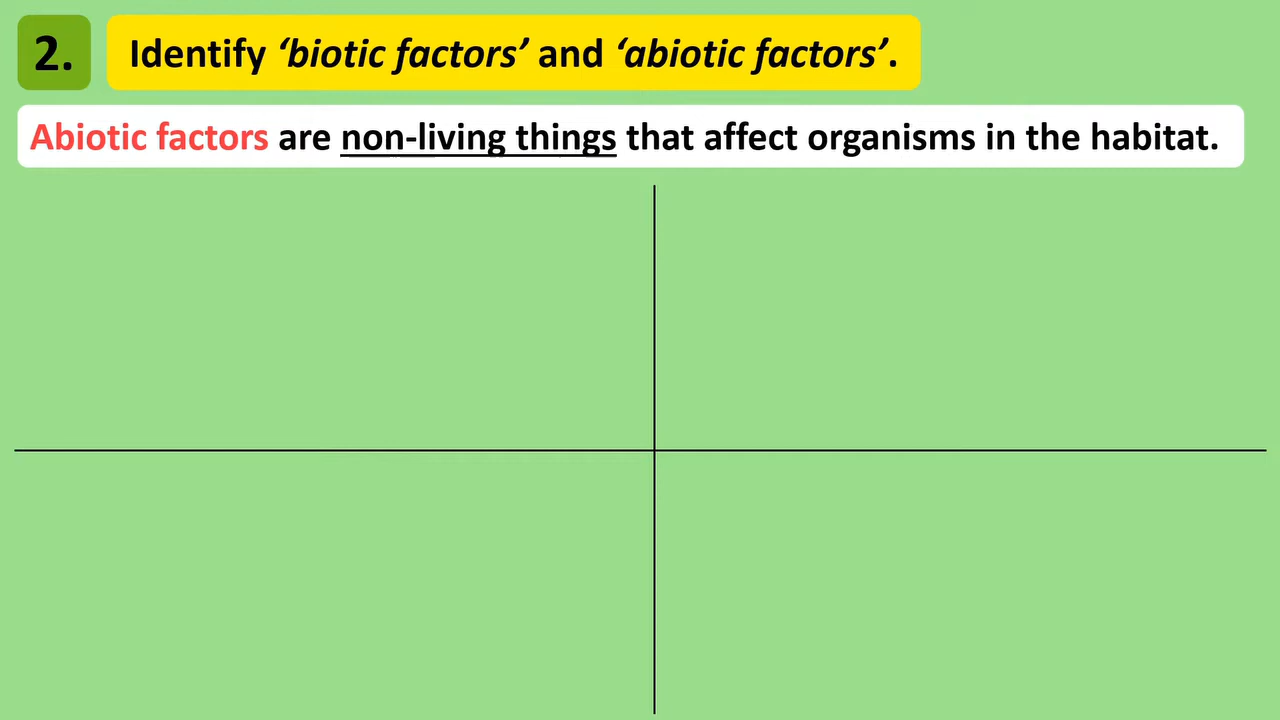 2.
Identify ‘biotic factors’ and ‘abiotic factors’.
Abiotic factors are non-living things that affect organisms in the habitat.